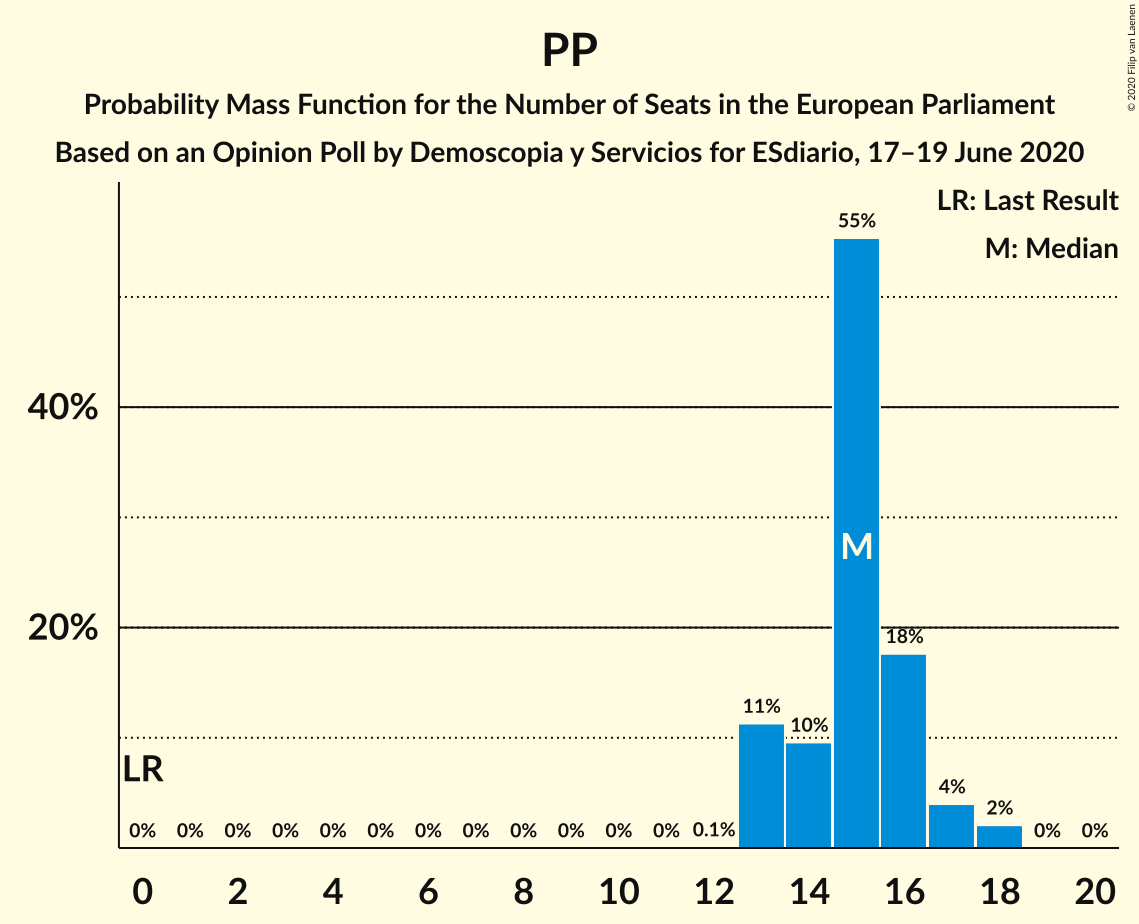 PP
Probability Mass Function for the Number of Seats in the European Parliament
Based on an Opinion Poll by Demoscopia y Servicios for ESdiario, 17–19 June 2020
© 2020 Filip van Laenen
LR: Last Result
M: Median
55%
40%
M
20%
18%
11%
10%
LR
4%
2%
0% 0% 0% 0% 0% 0% 0% 0% 0% 0% 0% 0% 0.1% 0% 0%
0 2 4 6 8 10 12 14 16 18 20